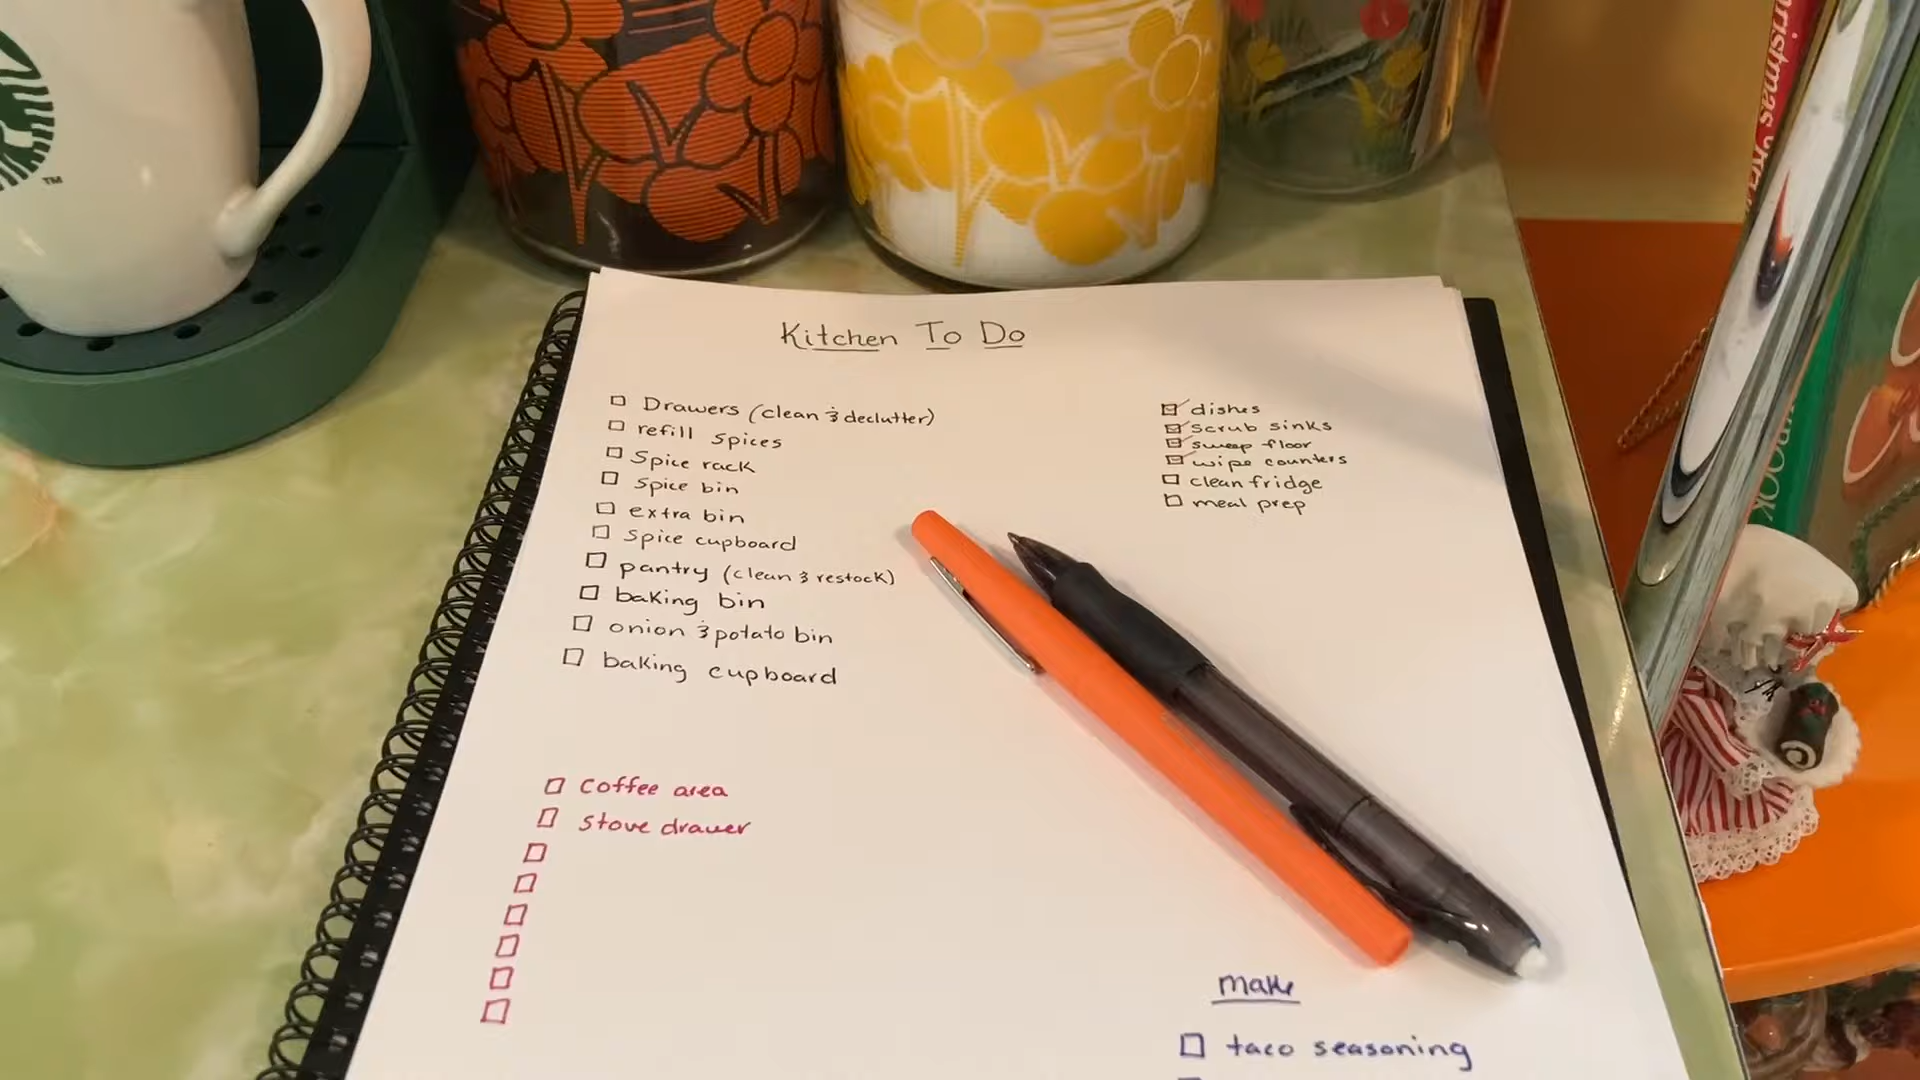 TM
Kitchen To Do
☐ Drawers (clean & declutter)
☐ refill spices
☐ Spice rack
☐ Spice bin
☐ extra bin
☐ Spice cupboard
☐ pantry (clean & restock)
☐ baking bin
☐ onion & potato bin
☐ baking cupboard
☑ dishes
☑ scrub sinks
☑ sweep floor
☑ wipe counters
☐ clean fridge
☐ meal prep
☐ Coffee area
☐ Stove drawer
☐
☐
☐
☐
☐
☐
make
☐ taco seasoning